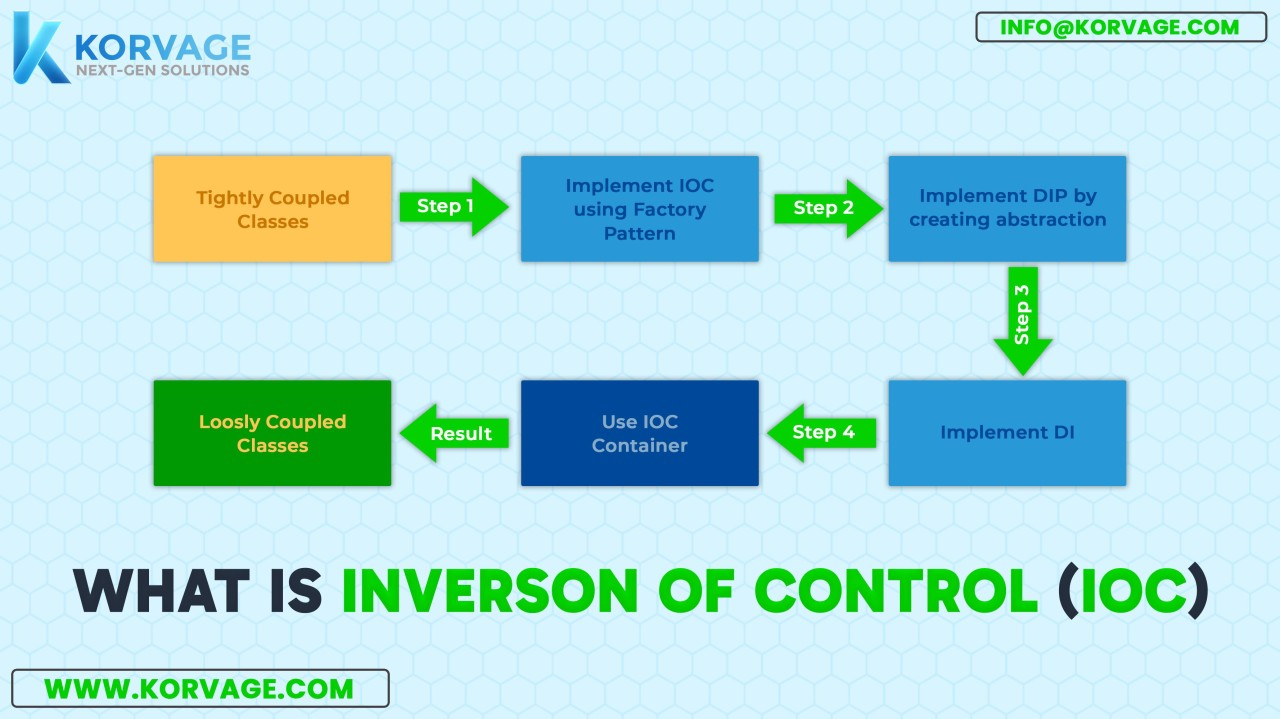 KORVAGE
NEXT-GEN SOLUTIONS
INFO@KORVAGE.COM
Tightly Coupled
Classes
Step 1
Implement IOC
using Factory
Pattern
Step 2
Implement DIP by
creating abstraction
Step 3
Implement DI
Step 4
Use IOC
Container
Result
Loosly Coupled
Classes
WHAT IS INVERSON OF CONTROL (IOC)
WWW.KORVAGE.COM